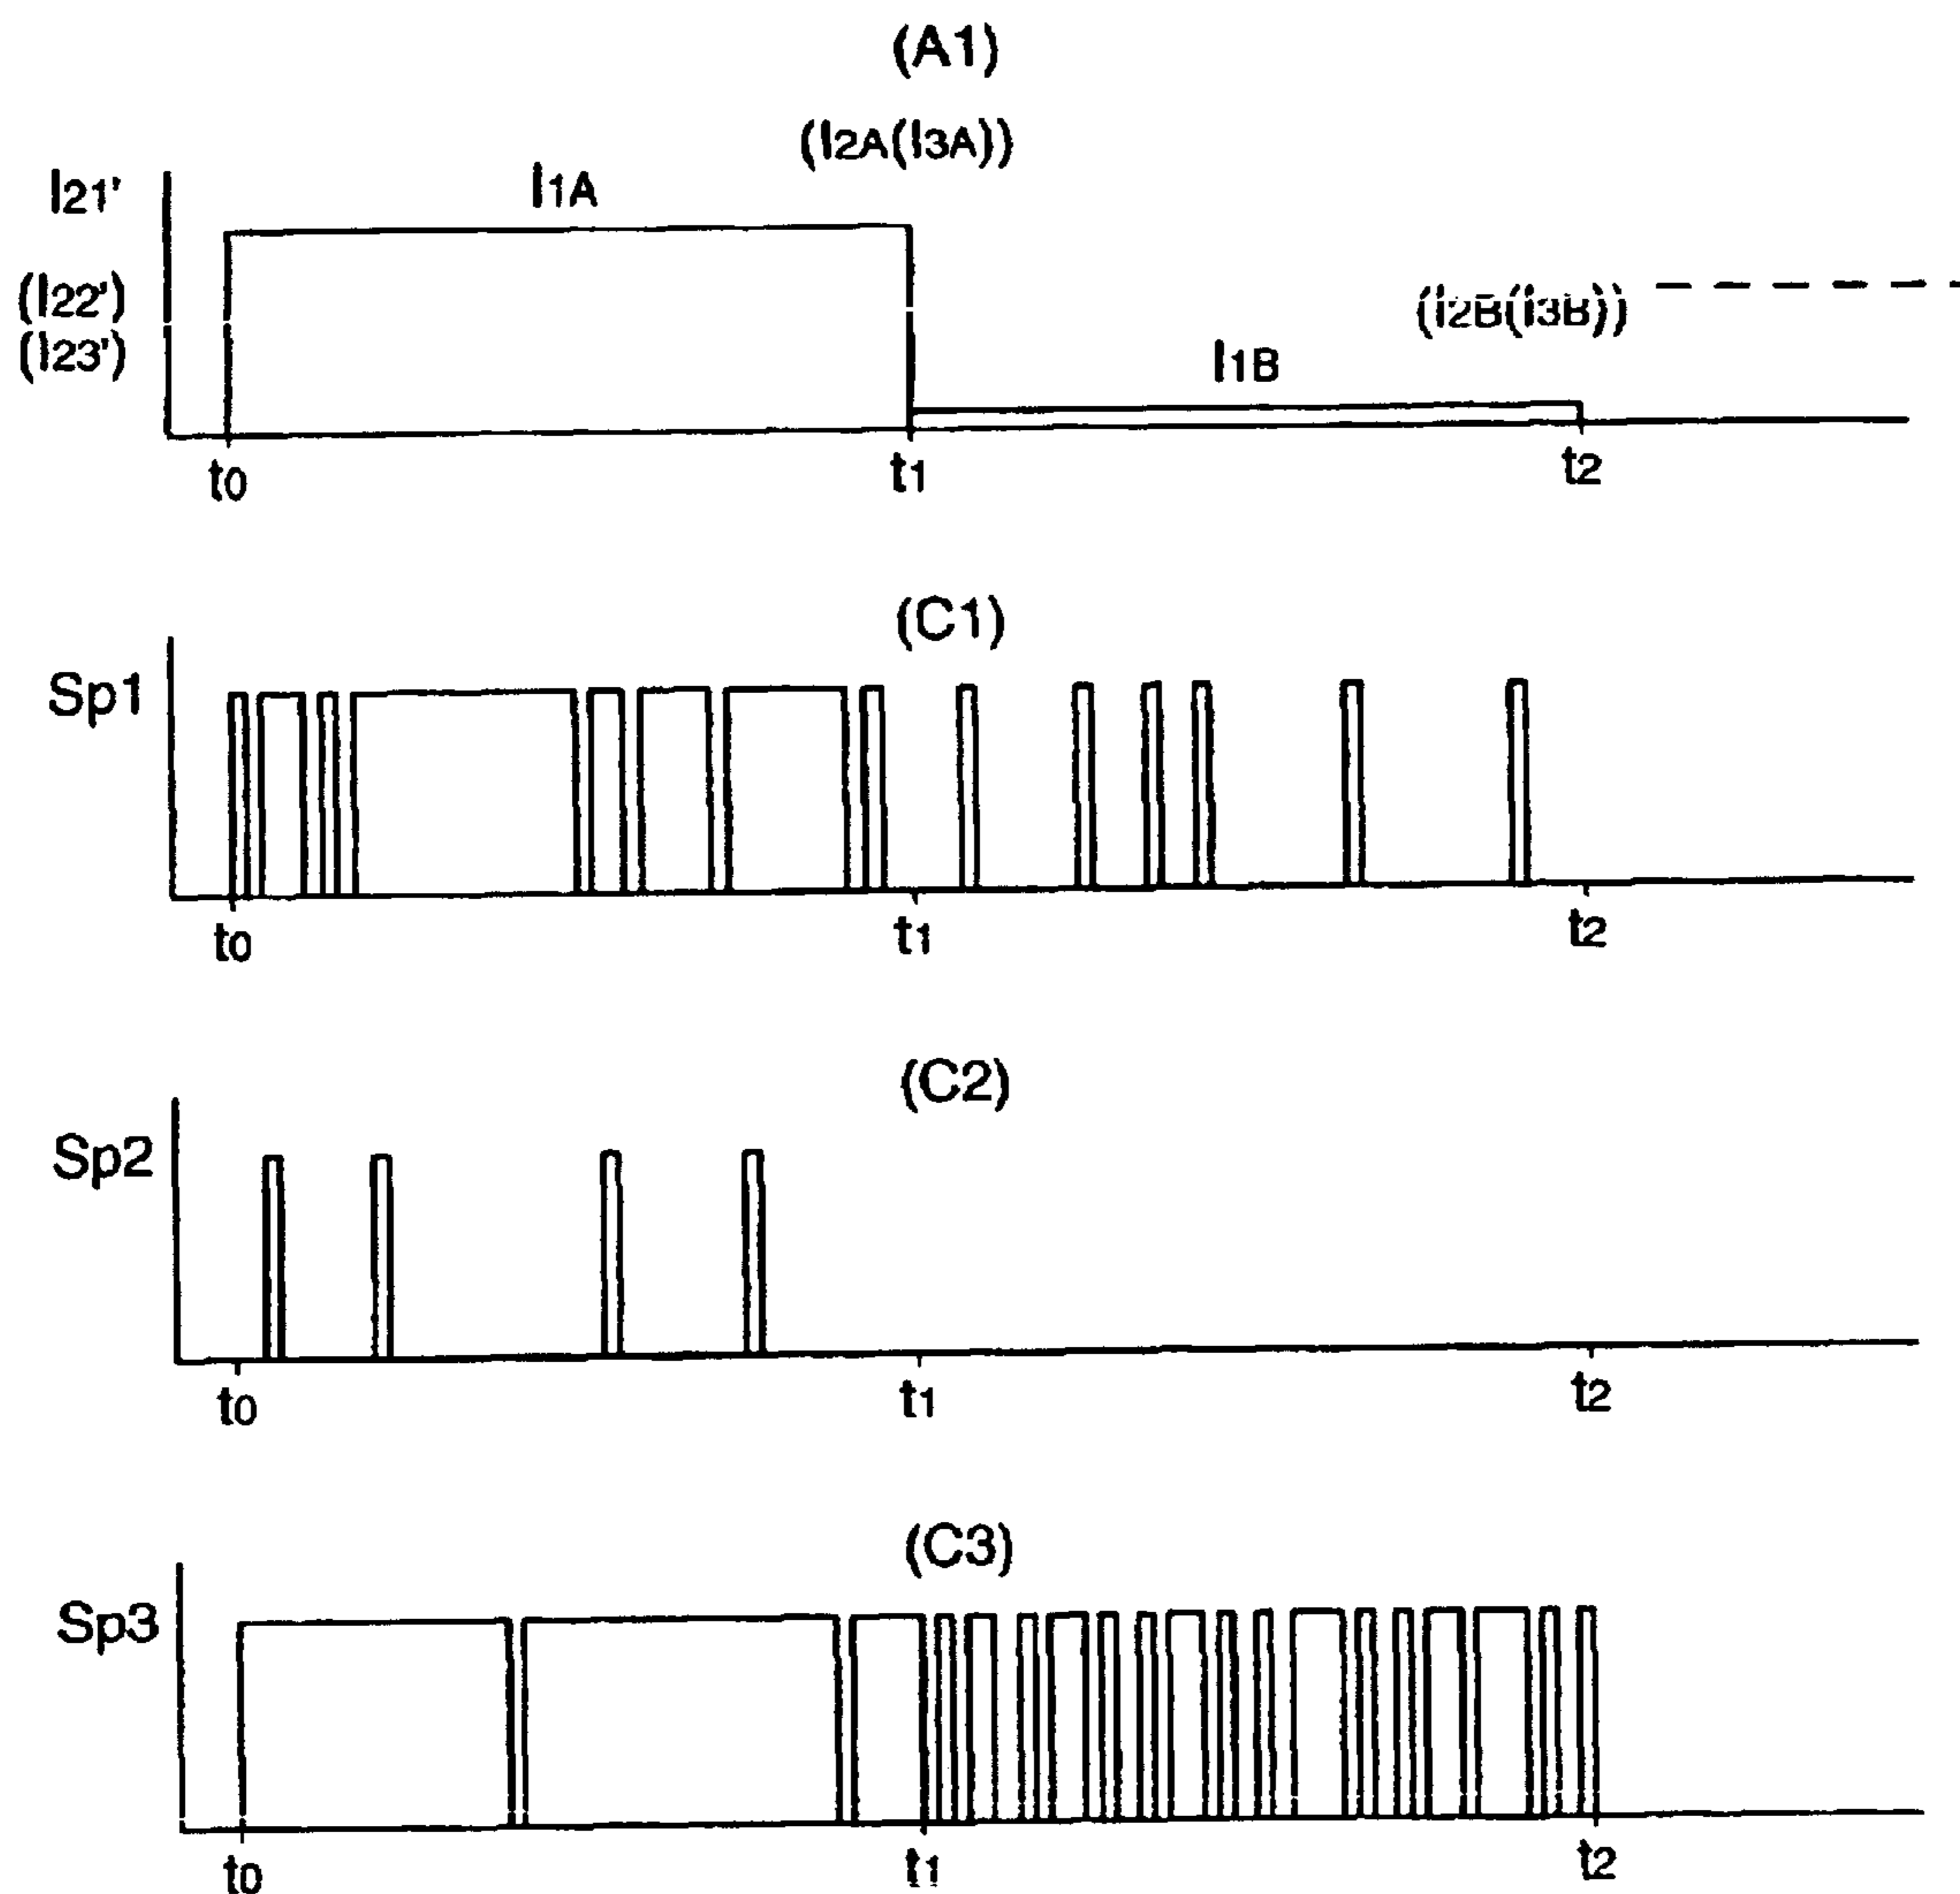 (A1)
(I2A(I3A))
I21'
I1A
(I22')
(I2B(I3B))
(I23')
I1B
t0
t1
t2
(C1)
Sp1
t0
t1
t2
(C2)
Sp2
t0
t1
t2
(C3)
Sp3
t0
t1
t2